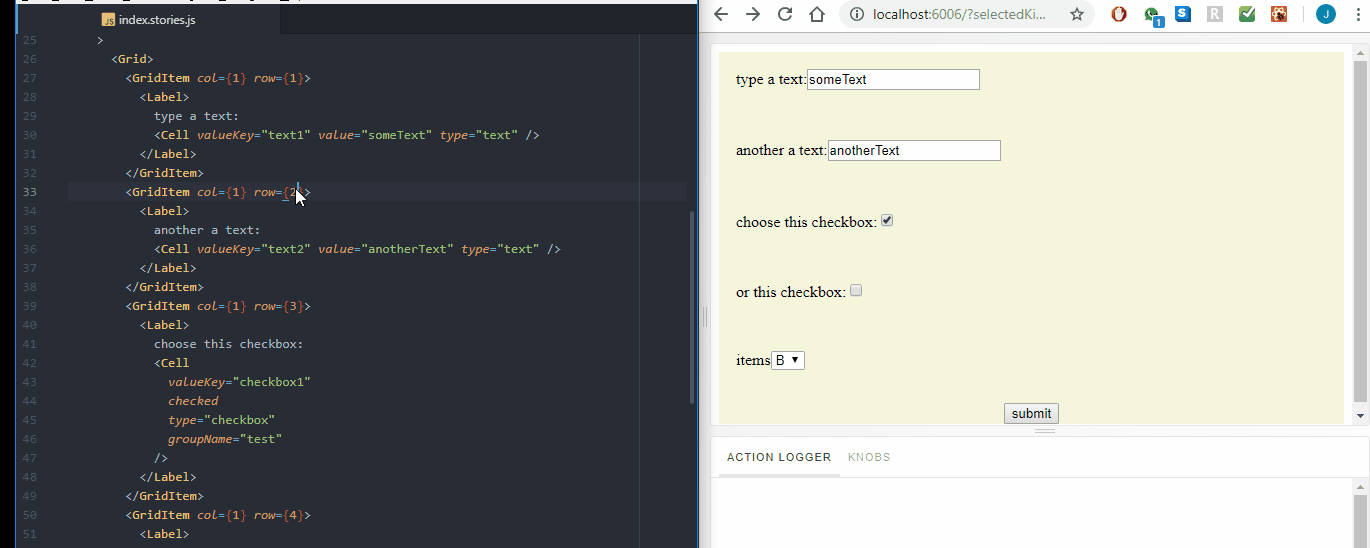 index.stories.js
25 >
26 <Grid>
27 <GridItem col={1} row={1}>
28 <Label>
29 type a text:
30 <Cell valueKey="text1" value="someText" type="text" />
31 </Label>
32 </GridItem>
33 <GridItem col={1} row={2}>
34 <Label>
35 another a text:
36 <Cell valueKey="text2" value="anotherText" type="text" />
37 </Label>
38 </GridItem>
39 <GridItem col={1} row={3}>
40 <Label>
41 choose this checkbox:
42 <Cell
43 valueKey="checkbox1"
44 checked
45 type="checkbox"
46 groupName="test"
47 />
48 </Label>
49 </GridItem>
50 <GridItem col={1} row={4}>
51 <Label>
localhost:6006/?selectedKi...
1
S
R
J
type a text:someText
another a text:anotherText
choose this checkbox:
or this checkbox:
items B
submit
ACTION LOGGER KNOBS